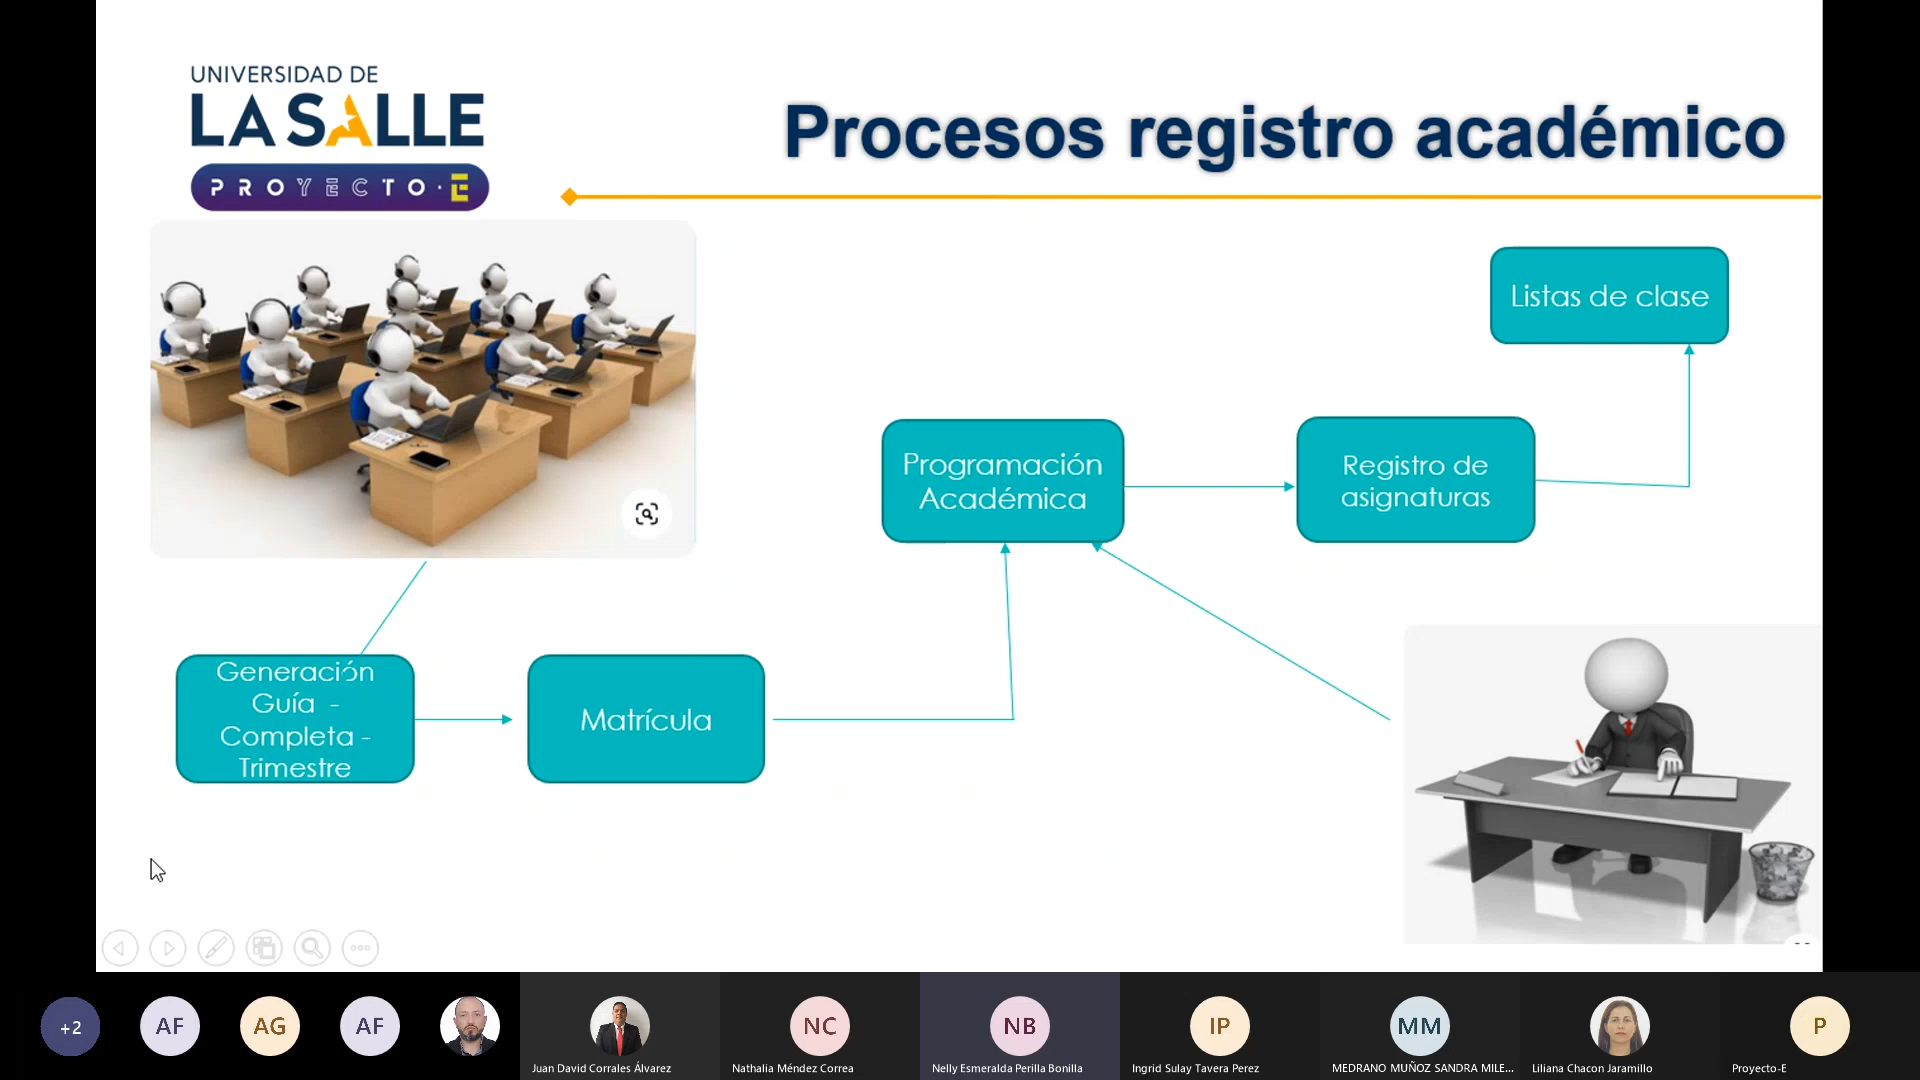 UNIVERSIDAD DE
LA SALLE
PROYECTO·E
Procesos registro académico
Listas de clase
Programación
Académica
Registro de
asignaturas
Generación
Guía -
Completa -
Trimestre
Matrícula
+2
AF
AG
AF
NC
NB
IP
MM
P
Juan David Corrales Álvarez
Nathalia Méndez Correa
Nelly Esmeralda Perilla Bonilla
Ingrid Sulay Tavera Perez
MEDRANO MUÑOZ SANDRA MILE...
Liliana Chacon Jaramillo
Proyecto-E